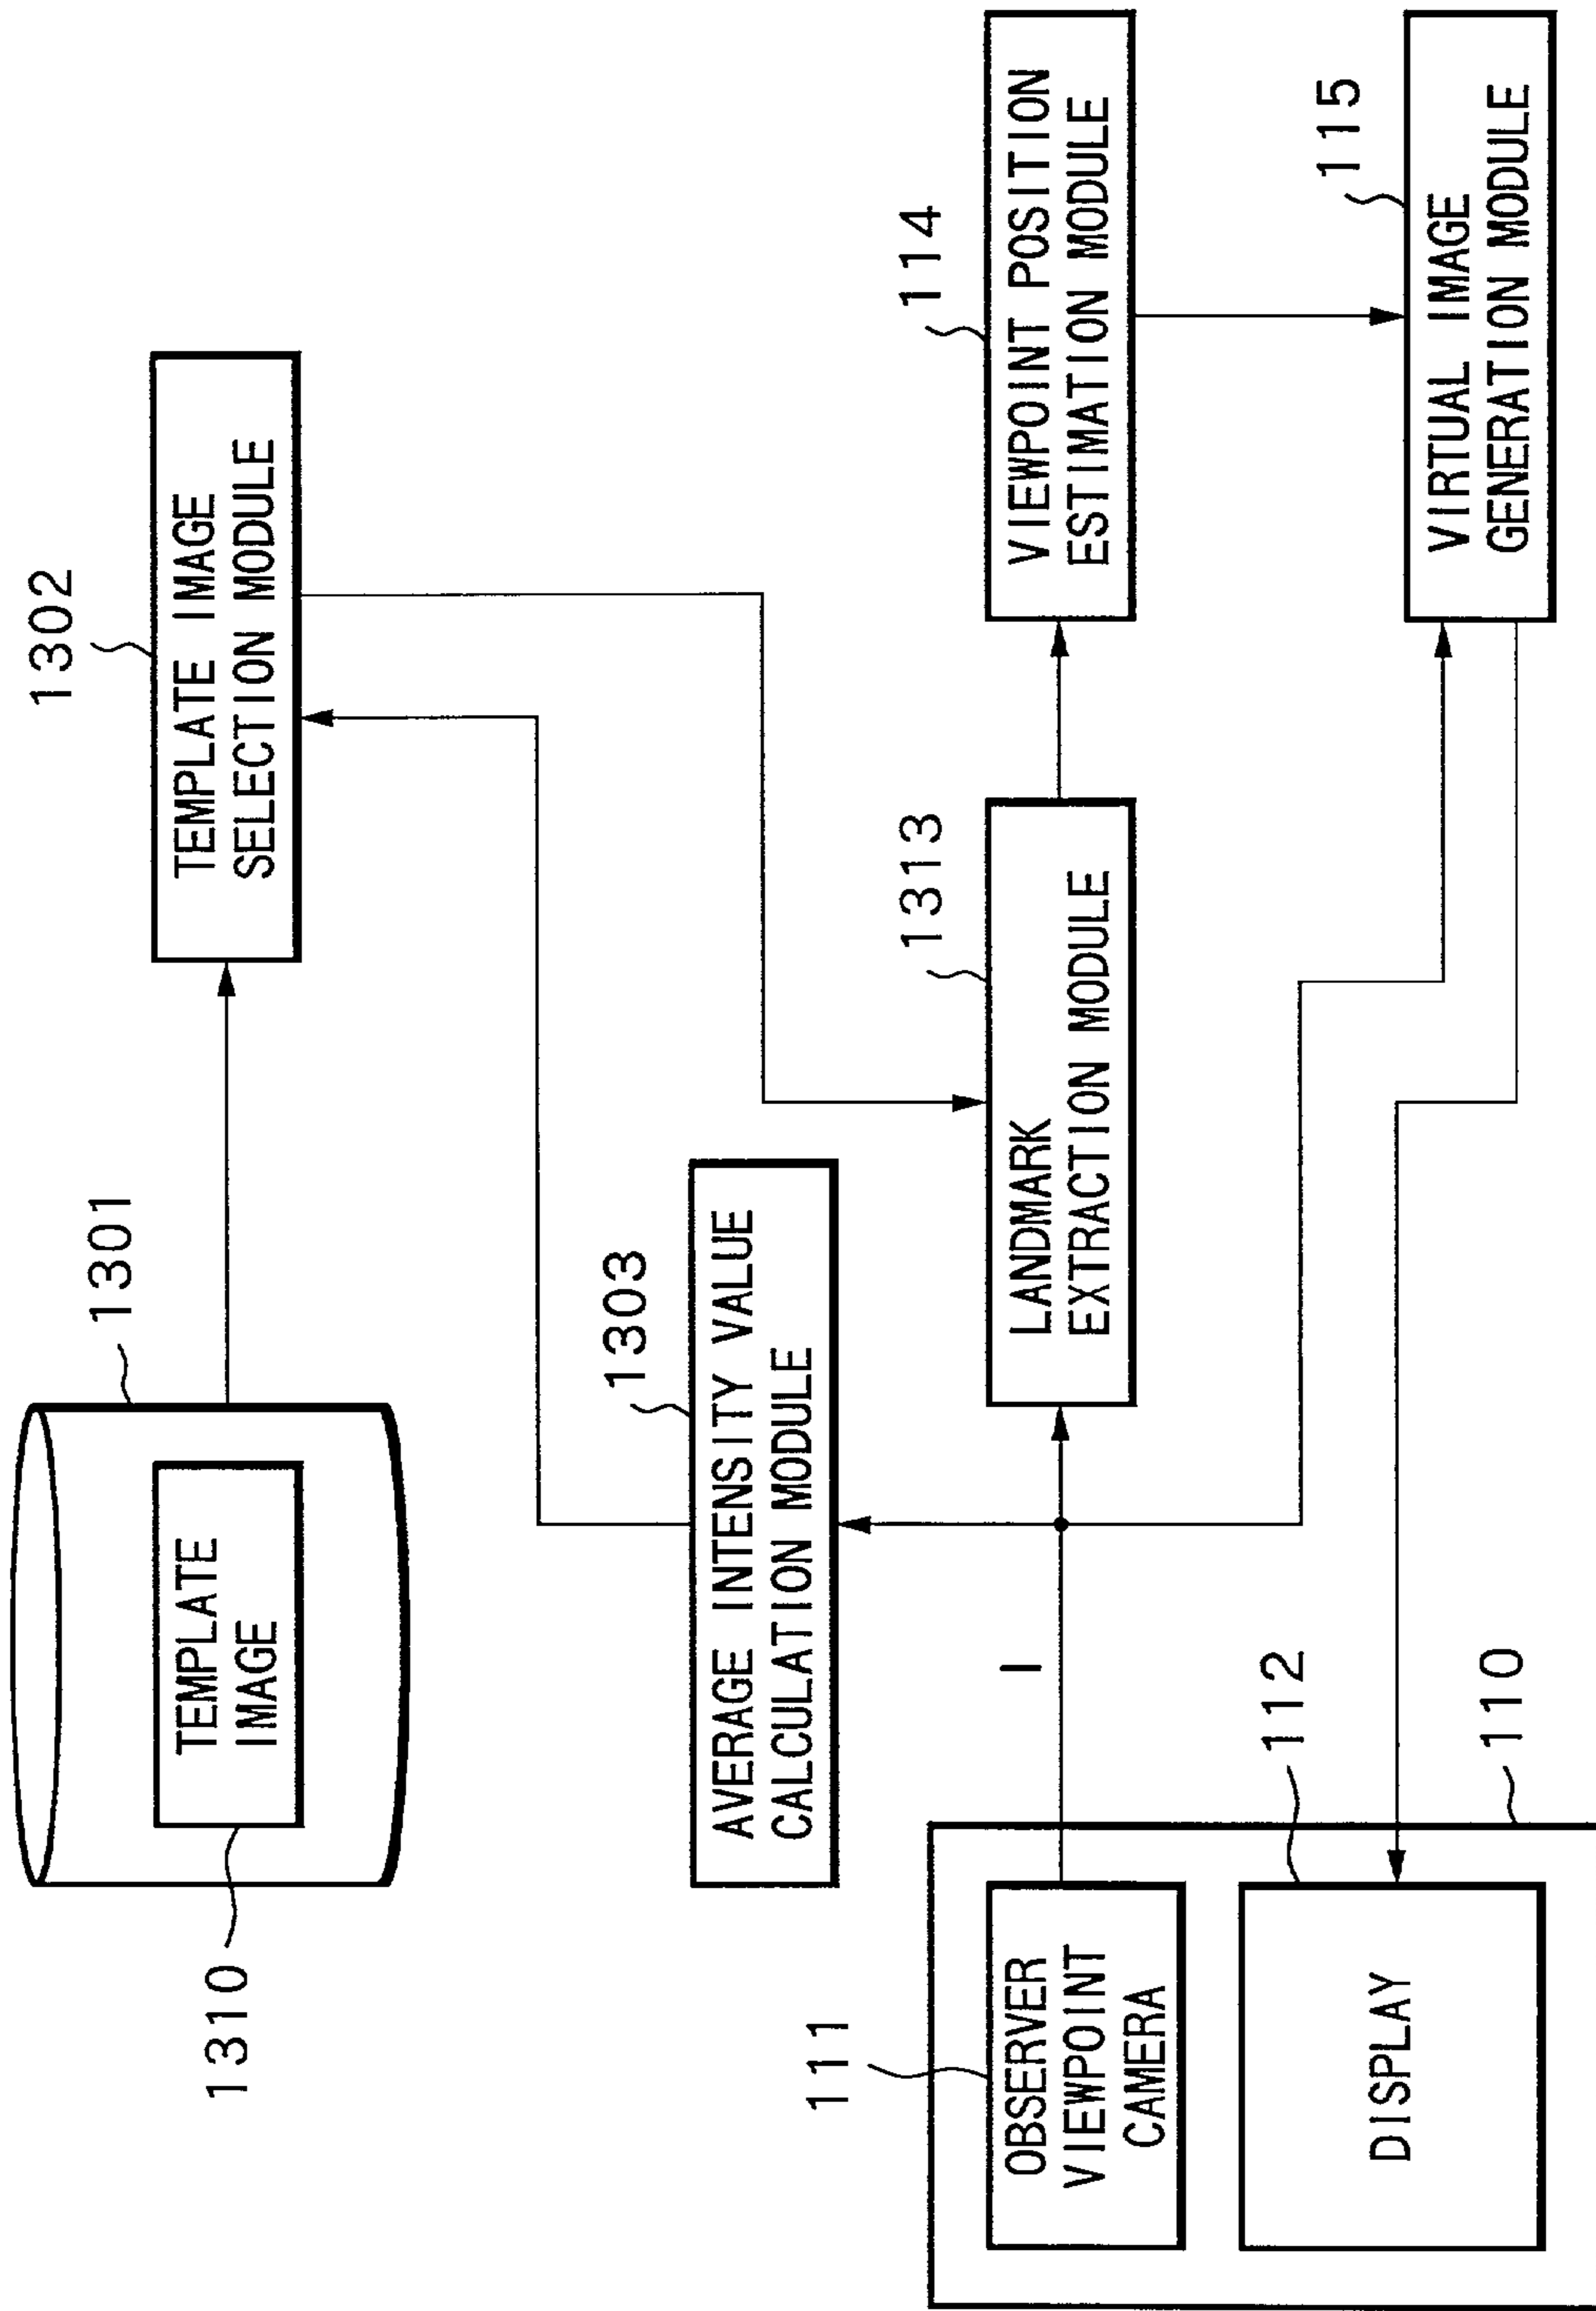 1301
TEMPLATE
IMAGE
1310
1302
TEMPLATE IMAGE
SELECTION MODULE
1303
AVERAGE INTENSITY VALUE
CALCULATION MODULE
111
OBSERVER
VIEWPOINT
CAMERA
I
1313
LANDMARK
EXTRACTION MODULE
114
VIEWPOINT POSITION
ESTIMATION MODULE
112
DISPLAY
110
115
VIRTUAL IMAGE
GENERATION MODULE